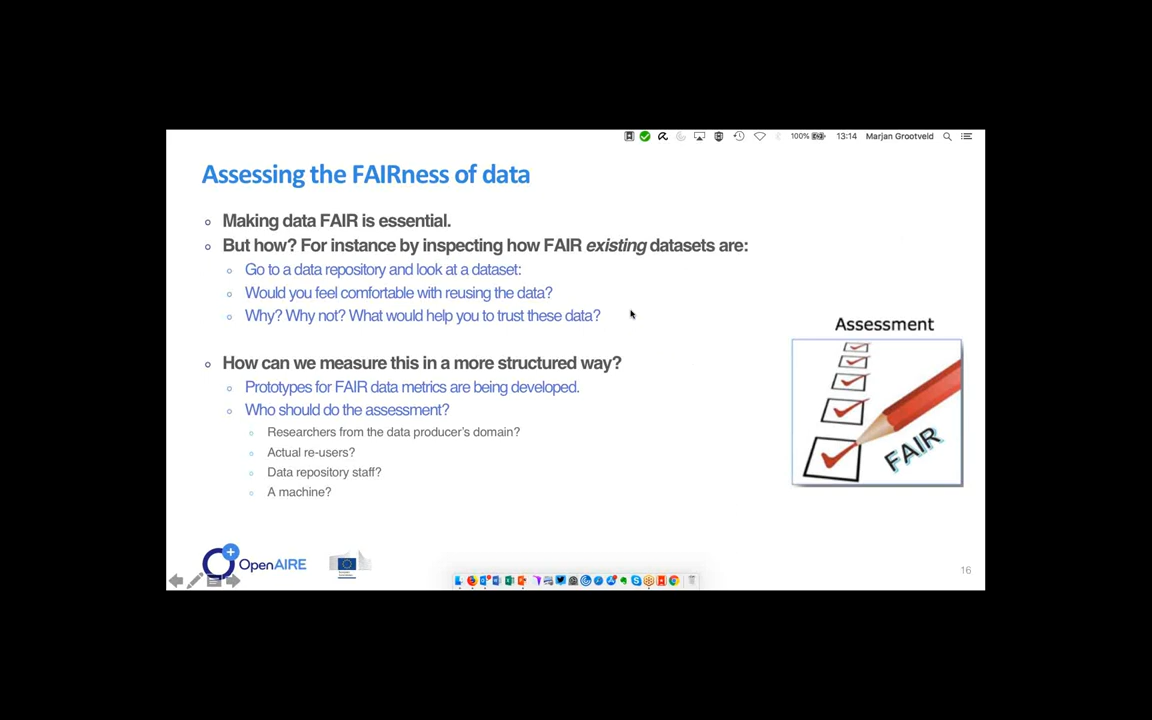 100% 13:14 Marjan Grootveld
Assessing the FAIRness of data
Making data FAIR is essential.
But how? For instance by inspecting how FAIR existing datasets are:
Go to a data repository and look at a dataset:
Would you feel comfortable with reusing the data?
Why? Why not? What would help you to trust these data?
Assessment
FAIR
How can we measure this in a more structured way?
Prototypes for FAIR data metrics are being developed.
Who should do the assessment?
Researchers from the data producer's domain?
Actual re-users?
Data repository staff?
A machine?
OpenAIRE
16